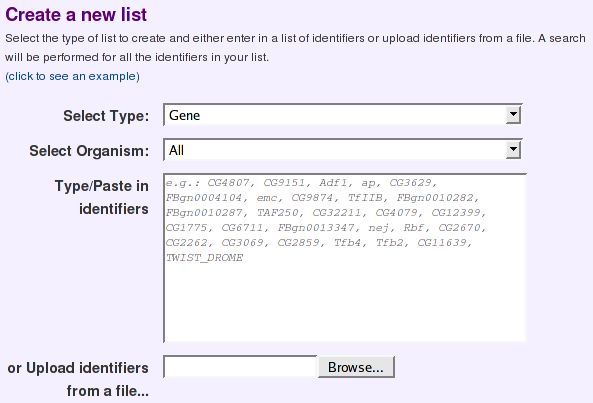 Create a new list
Select the type of list to create and either enter in a list of identifiers or upload identifiers from a file. A search
will be performed for all the identifiers in your list.
(click to see an example)
Select Type: Gene
Select Organism: All
Type/Paste in
identifiers
e.g.: CG4807, CG9151, Adf1, ap, CG3629,
FBgn0004104, emc, CG9874, TfIIB, FBgn0010282,
FBgn0010287, TAF250, CG32211, CG4079, CG12399,
CG1775, CG6711, FBgn0013347, nej, Rbf, CG2670,
CG2262, CG3069, CG2859, Tfb4, Tfb2, CG11639,
TWIST_DROME
or Upload identifiers
from a file...
Browse...